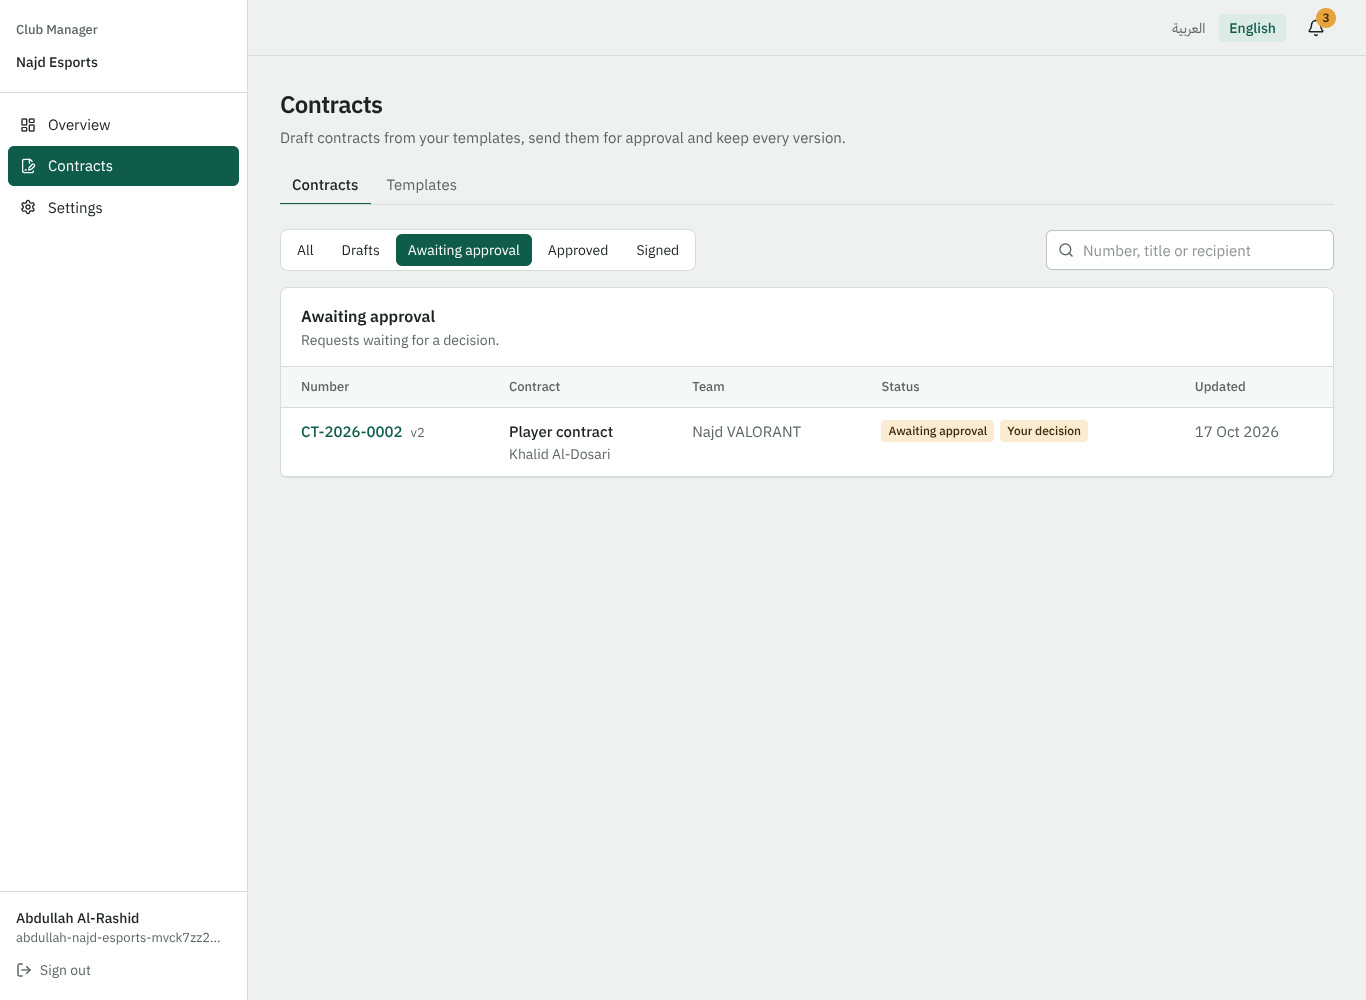 Club Manager
Najd Esports
Overview
Contracts
Settings
Abdullah Al-Rashid
abdullah-najd-esports-mvck7zz2...
Sign out
العربية
English
3
Contracts
Draft contracts from your templates, send them for approval and keep every version.
Contracts Templates
All Drafts Awaiting approval Approved Signed
Number, title or recipient
Awaiting approval
Requests waiting for a decision.
Number Contract Team Status Updated
CT-2026-0002 v2 Player contract Najd VALORANT Awaiting approval Your decision 17 Oct 2026
Khalid Al-Dosari